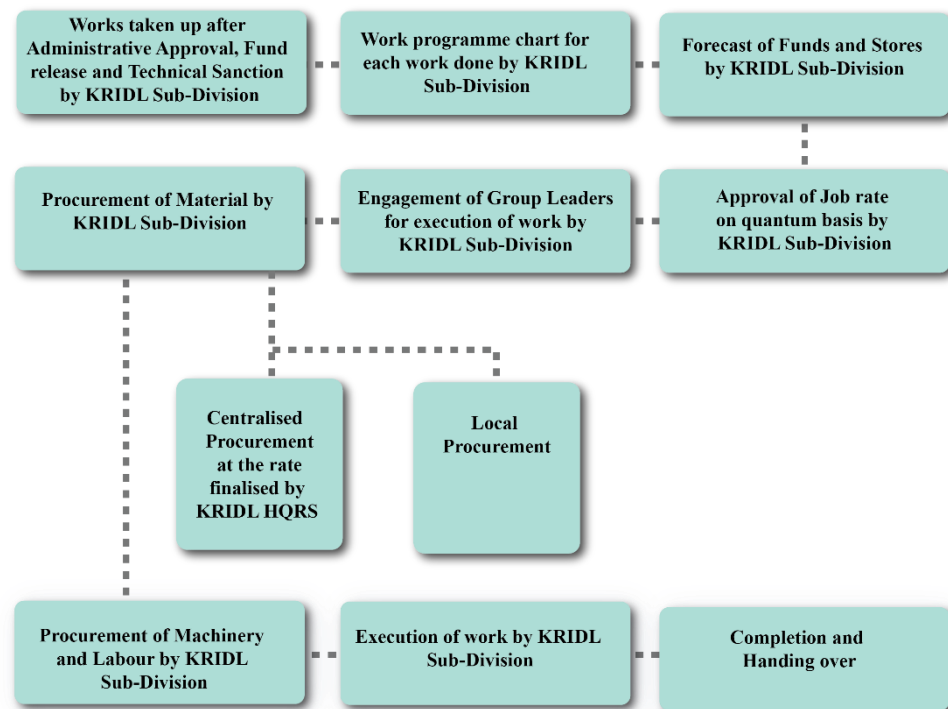 Works taken up after
Administrative Approval, Fund
release and Technical Sanction
by KRIDL Sub-Division
Work programme chart for
each work done by KRIDL
Sub-Division
Forecast of Funds and Stores
by KRIDL Sub-Division
Procurement of Material by
KRIDL Sub-Division
Engagement of Group Leaders
for execution of work by
KRIDL Sub-Division
Approval of Job rate
on quantum basis by
KRIDL Sub-Division
Centralised
Procurement
at the rate
finalised by
KRIDL HQRS
Local
Procurement
Procurement of Machinery
and Labour by KRIDL
Sub-Division
Execution of work by KRIDL
Sub-Division
Completion and
Handing over